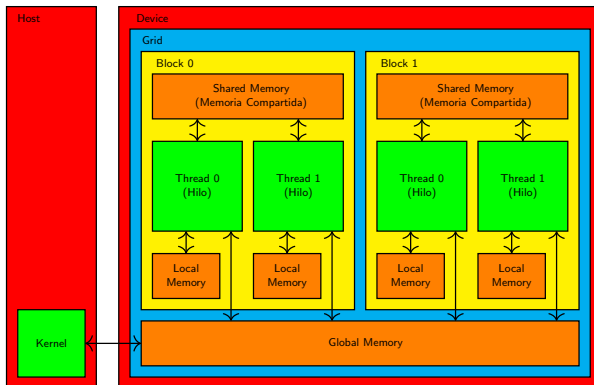 Host
Device
Grid
Block 0
Block 1
Shared Memory
(Memoria Compartida)
Shared Memory
(Memoria Compartida)
Thread 0
(Hilo)
Thread 1
(Hilo)
Thread 0
(Hilo)
Thread 1
(Hilo)
Local
Memory
Local
Memory
Local
Memory
Local
Memory
Kernel
Global Memory